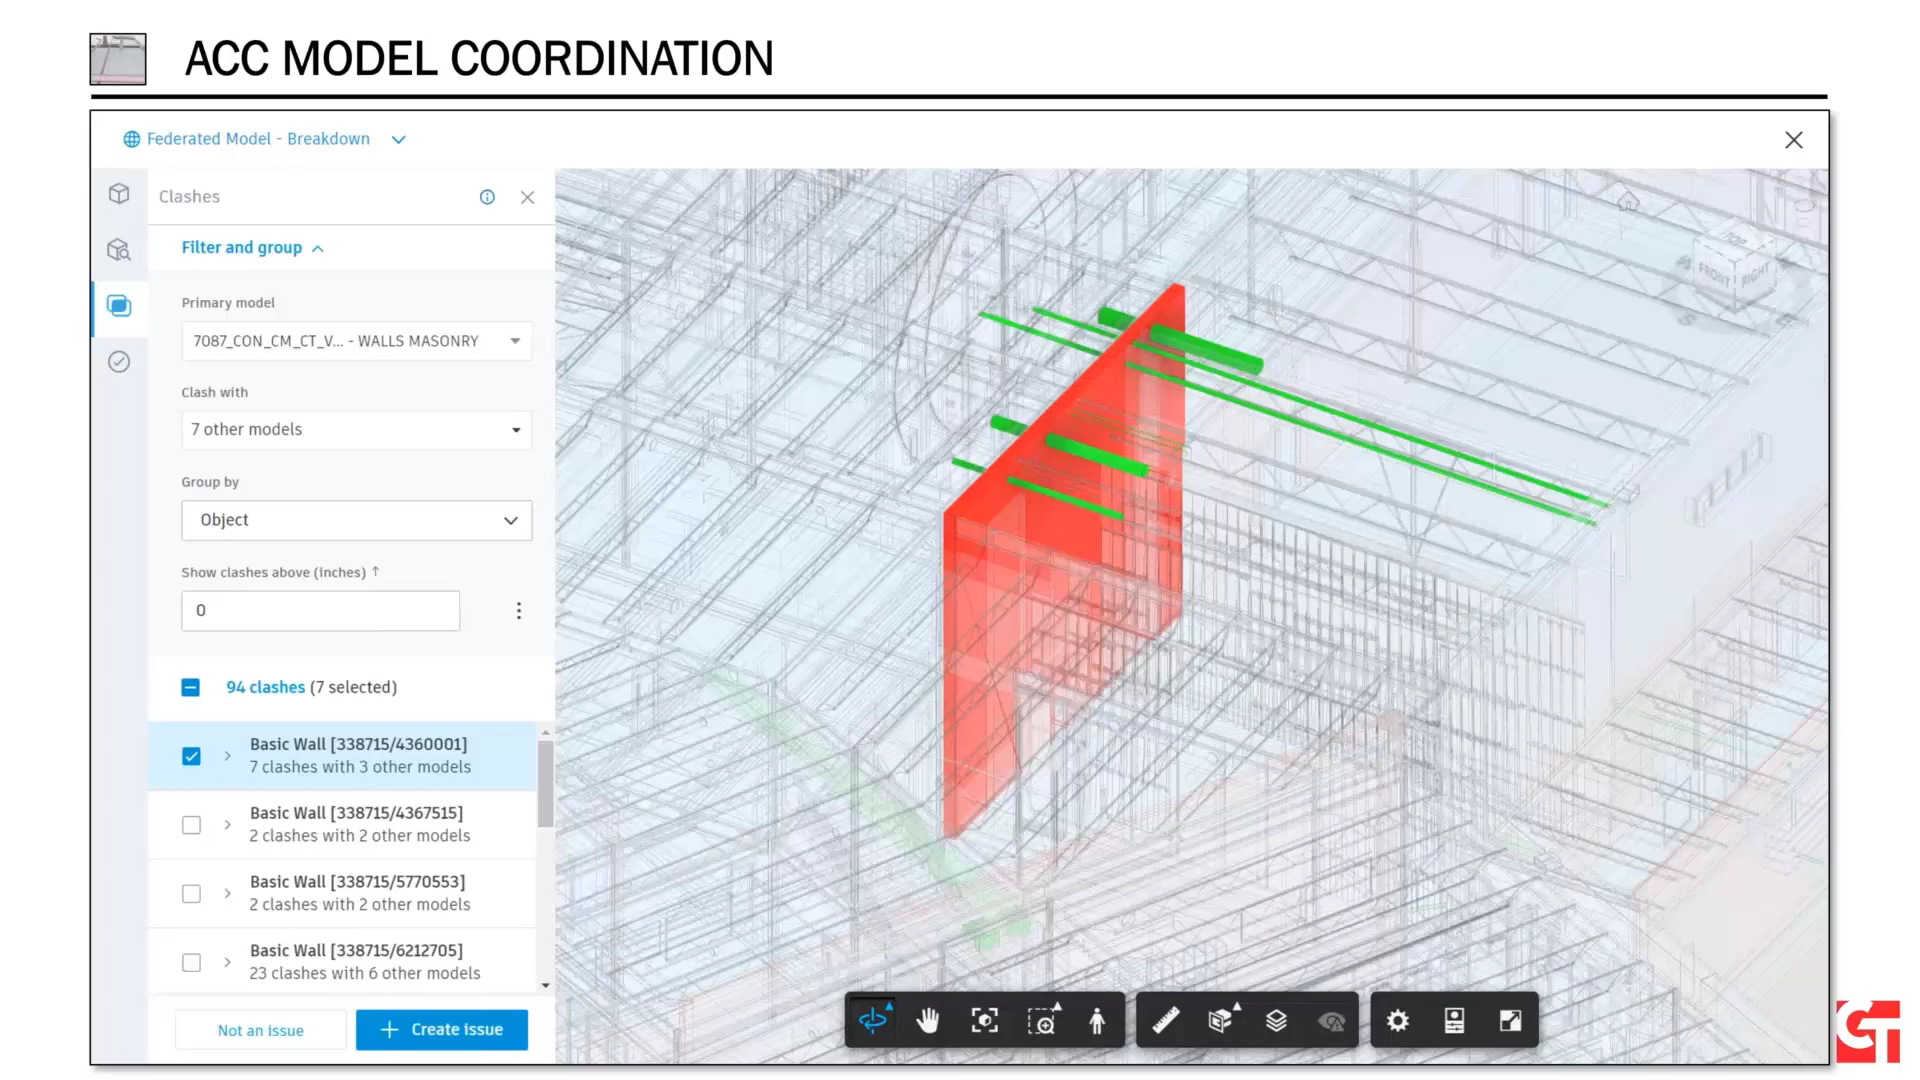 ACC MODEL COORDINATION
Federated Model - Breakdown
Clashes
Filter and group
Primary model
7087_CON_CM_CT_V... - WALLS MASONRY
Clash with
7 other models
Group by
Object
Show clashes above (inches) ↑
0
94 clashes (7 selected)
Basic Wall [338715/4360001]
7 clashes with 3 other models
Basic Wall [338715/4367515]
2 clashes with 2 other models
Basic Wall [338715/5770553]
2 clashes with 2 other models
Basic Wall [338715/6212705]
23 clashes with 6 other models
Not an issue
Create issue
TOP
FRONT
RIGHT
S
CT